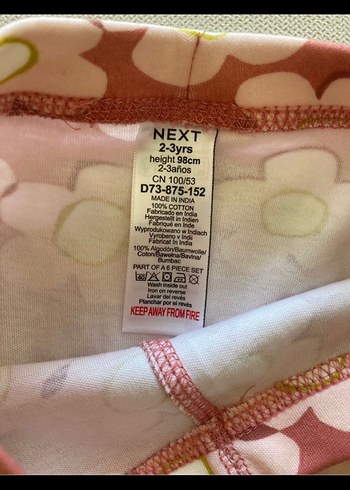 NEXT
2-3yrs
height 98cm
2-3años
CN 100/53
D73-875-152
MADE IN INDIA
100% COTTON
Fabricado en India
Hergestellt in Indien
Fabriqué en Inde
Wyprodukowano w Indiach
Vyrobeno v Indii
Fabricat în India
100% Algodón/Baumwolle/
Coton/Bawełna/Bavlna/
Bumbac
PART OF A 6 PIECE SET
Wash inside out
Iron on reverse
Lavar del revés
Planchar por el revés
KEEP AWAY FROM FIRE